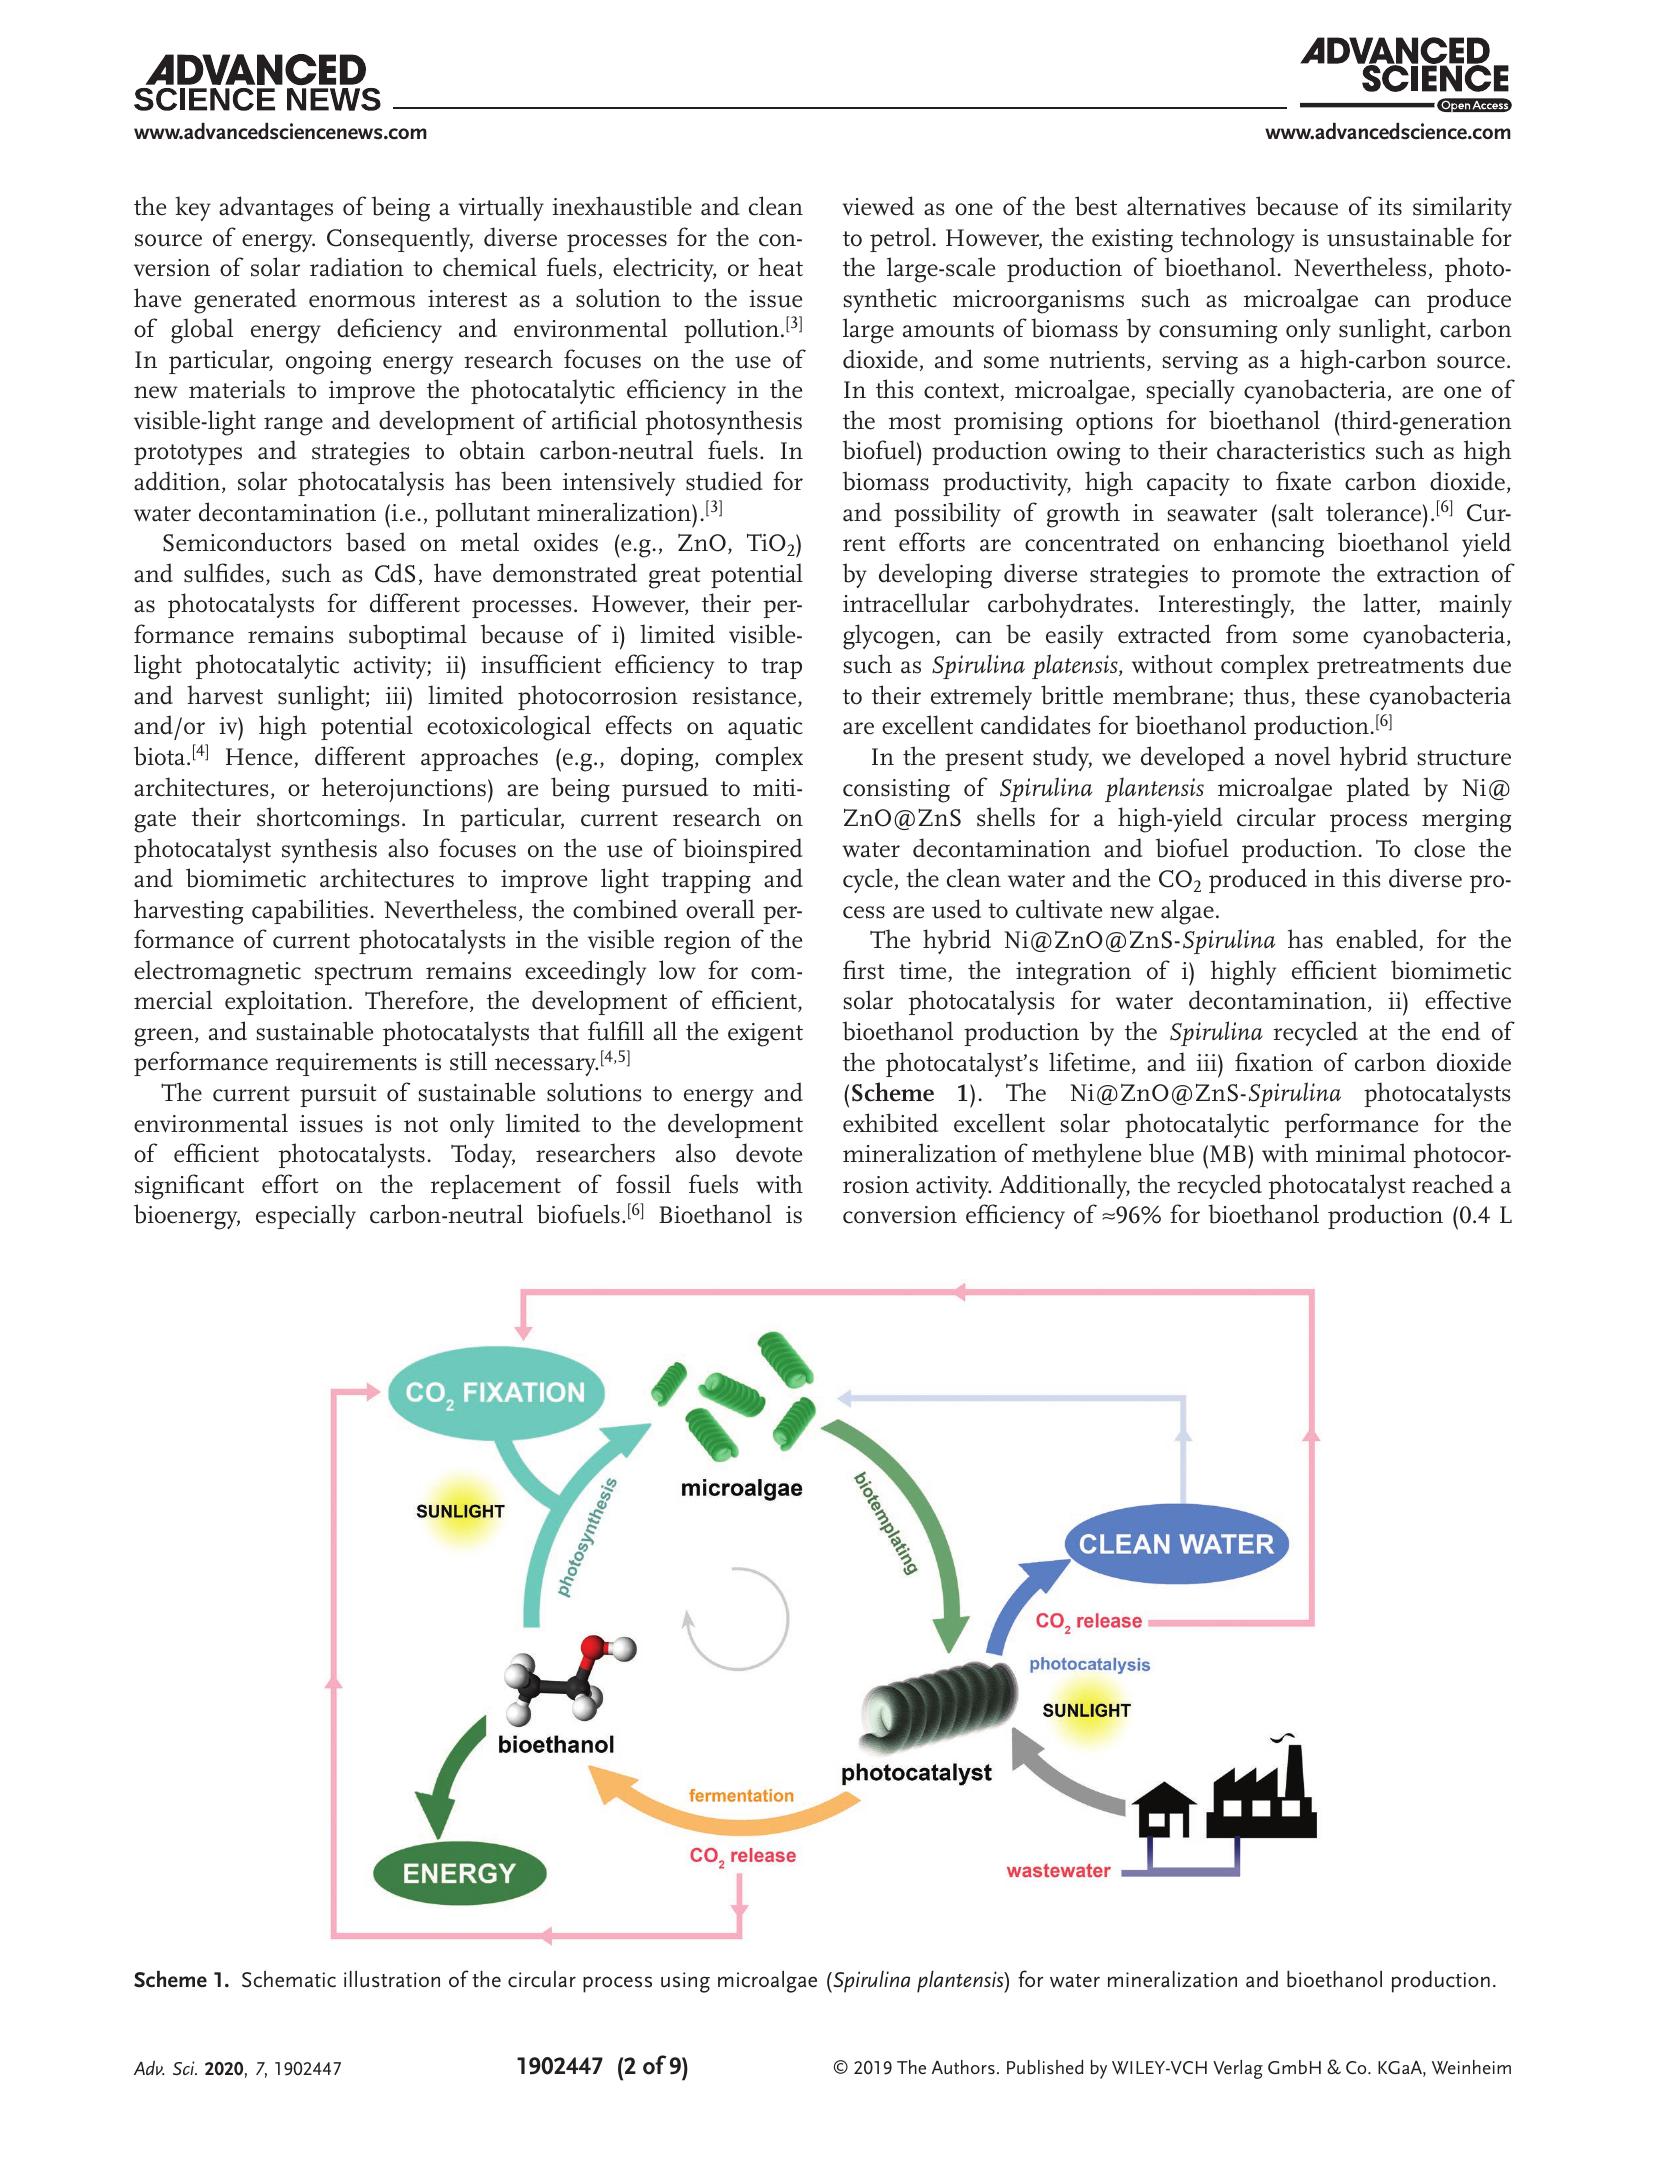 ADVANCED
SCIENCE NEWS
www.advancedsciencenews.com
ADVANCED
SCIENCE
Open Access
www.advancedscience.com
the key advantages of being a virtually inexhaustible and clean
source of energy. Consequently, diverse processes for the con-
version of solar radiation to chemical fuels, electricity, or heat
have generated enormous interest as a solution to the issue
of global energy deficiency and environmental pollution.[3]
In particular, ongoing energy research focuses on the use of
new materials to improve the photocatalytic efficiency in the
visible-light range and development of artificial photosynthesis
prototypes and strategies to obtain carbon-neutral fuels. In
addition, solar photocatalysis has been intensively studied for
water decontamination (i.e., pollutant mineralization).[3]
Semiconductors based on metal oxides (e.g., ZnO, TiO2)
and sulfides, such as CdS, have demonstrated great potential
as photocatalysts for different processes. However, their per-
formance remains suboptimal because of i) limited visible-
light photocatalytic activity; ii) insufficient efficiency to trap
and harvest sunlight; iii) limited photocorrosion resistance,
and/or iv) high potential ecotoxicological effects on aquatic
biota.[4] Hence, different approaches (e.g., doping, complex
architectures, or heterojunctions) are being pursued to miti-
gate their shortcomings. In particular, current research on
photocatalyst synthesis also focuses on the use of bioinspired
and biomimetic architectures to improve light trapping and
harvesting capabilities. Nevertheless, the combined overall per-
formance of current photocatalysts in the visible region of the
electromagnetic spectrum remains exceedingly low for com-
mercial exploitation. Therefore, the development of efficient,
green, and sustainable photocatalysts that fulfill all the exigent
performance requirements is still necessary.[4,5]
The current pursuit of sustainable solutions to energy and
environmental issues is not only limited to the development
of efficient photocatalysts. Today, researchers also devote
significant effort on the replacement of fossil fuels with
bioenergy, especially carbon-neutral biofuels.[6] Bioethanol is
viewed as one of the best alternatives because of its similarity
to petrol. However, the existing technology is unsustainable for
the large-scale production of bioethanol. Nevertheless, photo-
synthetic microorganisms such as microalgae can produce
large amounts of biomass by consuming only sunlight, carbon
dioxide, and some nutrients, serving as a high-carbon source.
In this context, microalgae, specially cyanobacteria, are one of
the most promising options for bioethanol (third-generation
biofuel) production owing to their characteristics such as high
biomass productivity, high capacity to fixate carbon dioxide,
and possibility of growth in seawater (salt tolerance).[6] Cur-
rent efforts are concentrated on enhancing bioethanol yield
by developing diverse strategies to promote the extraction of
intracellular carbohydrates. Interestingly, the latter, mainly
glycogen, can be easily extracted from some cyanobacteria,
such as Spirulina platensis, without complex pretreatments due
to their extremely brittle membrane; thus, these cyanobacteria
are excellent candidates for bioethanol production.[6]
In the present study, we developed a novel hybrid structure
consisting of Spirulina plantensis microalgae plated by Ni@
ZnO@ZnS shells for a high-yield circular process merging
water decontamination and biofuel production. To close the
cycle, the clean water and the CO2 produced in this diverse pro-
cess are used to cultivate new algae.
The hybrid Ni@ZnO@ZnS-Spirulina has enabled, for the
first time, the integration of i) highly efficient biomimetic
solar photocatalysis for water decontamination, ii) effective
bioethanol production by the Spirulina recycled at the end of
the photocatalyst's lifetime, and iii) fixation of carbon dioxide
(Scheme 1). The Ni@ZnO@ZnS-Spirulina photocatalysts
exhibited excellent solar photocatalytic performance for the
mineralization of methylene blue (MB) with minimal photocor-
rosion activity. Additionally, the recycled photocatalyst reached a
conversion efficiency of ≈96% for bioethanol production (0.4 L
CO2 FIXATION
SUNLIGHT
photosynthesis
microalgae
biotemplating
CLEAN WATER
CO2 release
photocatalysis
SUNLIGHT
bioethanol
photocatalyst
fermentation
CO2 release
ENERGY
wastewater
Scheme 1. Schematic illustration of the circular process using microalgae (Spirulina plantensis) for water mineralization and bioethanol production.
Adv. Sci. 2020, 7, 1902447
1902447 (2 of 9)
© 2019 The Authors. Published by WILEY-VCH Verlag GmbH & Co. KGaA, Weinheim